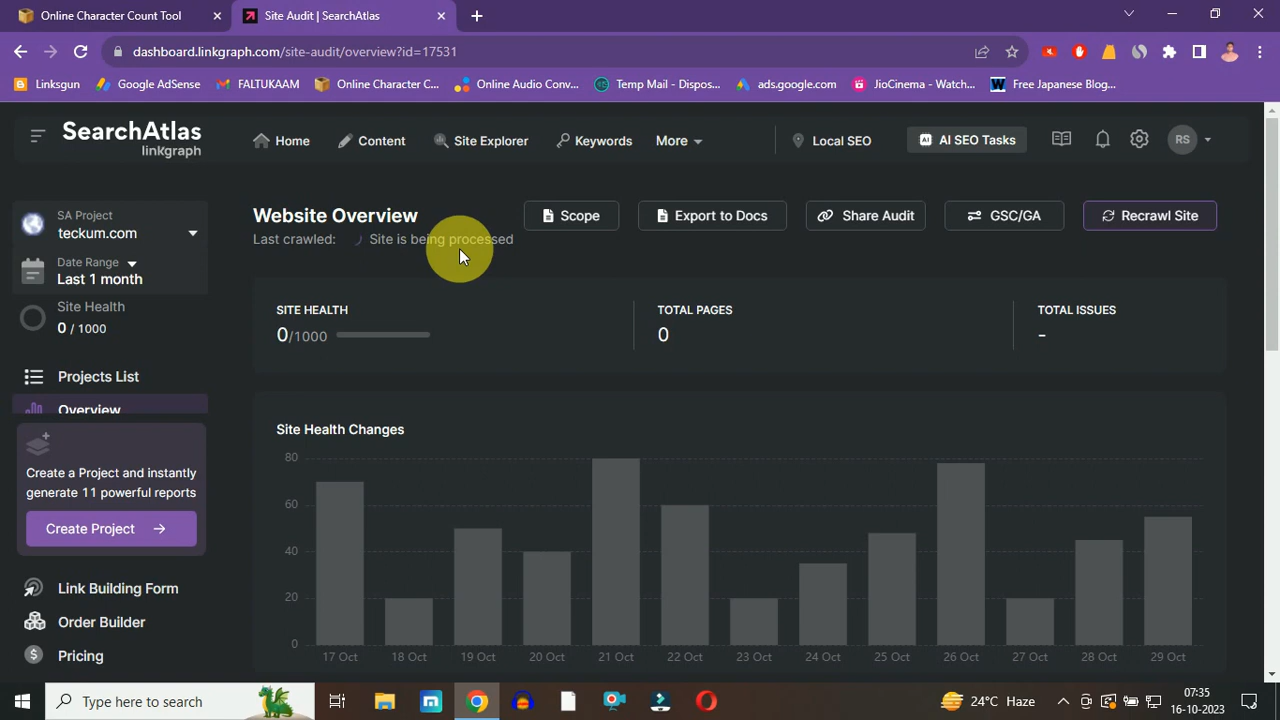 Online Character Count Tool
Site Audit | SearchAtlas
dashboard.linkgraph.com/site-audit/overview?id=17531
Linksgun
Google AdSense
FALTUKAAM
Online Character C...
Online Audio Conv...
Temp Mail - Dispos...
ads.google.com
JioCinema - Watch...
Free Japanese Blog...
SearchAtlas
linkgraph
Home
Content
Site Explorer
Keywords
More
Local SEO
AI SEO Tasks
RS
SA Project
teckum.com
Date Range
Last 1 month
Site Health
0 / 1000
Projects List
Overview
Create a Project and instantly
generate 11 powerful reports
Create Project
Link Building Form
Order Builder
Pricing
Website Overview
Last crawled: Site is being processed
Scope
Export to Docs
Share Audit
GSC/GA
Recrawl Site
SITE HEALTH
0/1000
TOTAL PAGES
0
TOTAL ISSUES
-
Site Health Changes
80
60
40
20
0
17 Oct 18 Oct 19 Oct 20 Oct 21 Oct 22 Oct 23 Oct 24 Oct 25 Oct 26 Oct 27 Oct 28 Oct 29 Oct
Type here to search
24°C Haze
07:35
16-10-2023